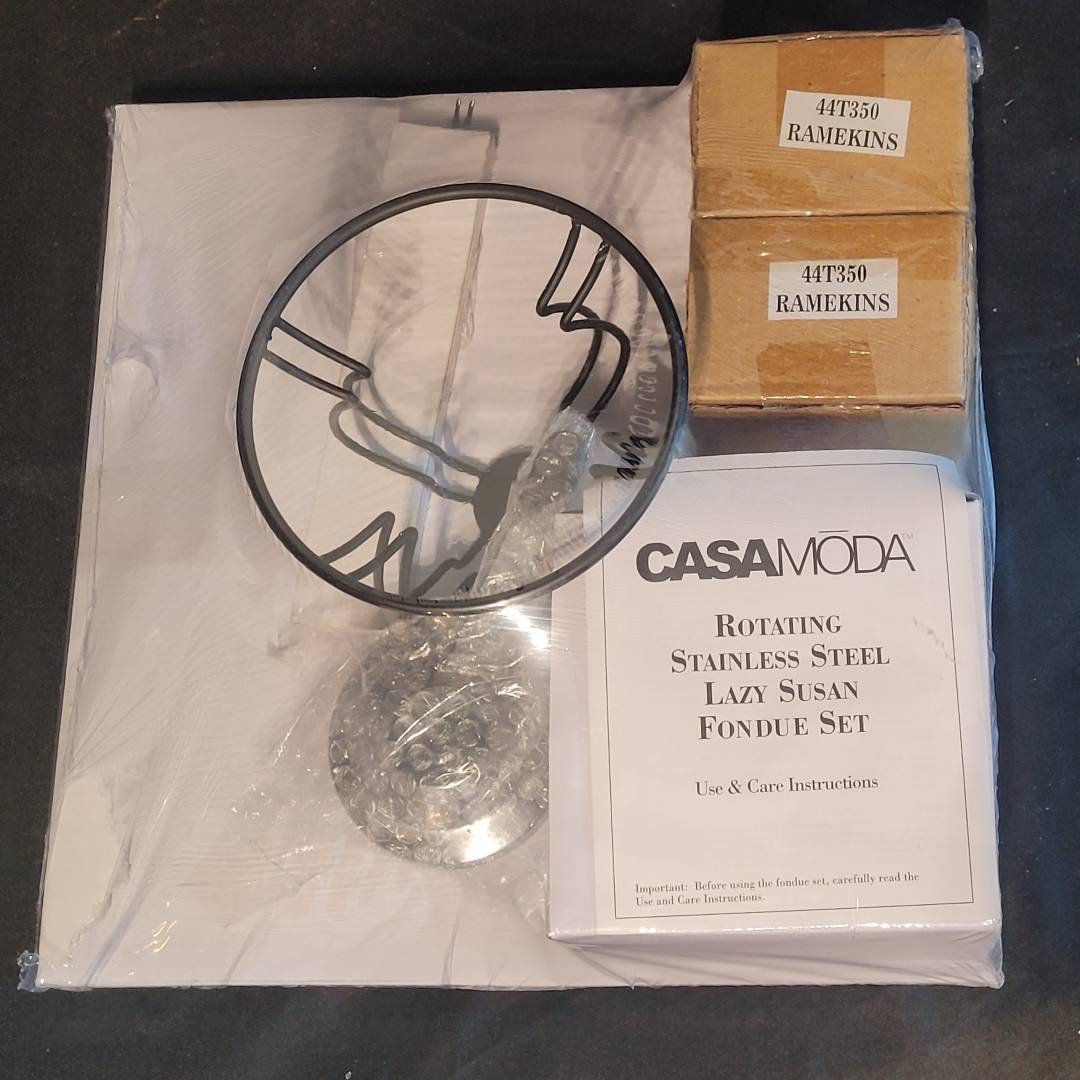 44T350
RAMEKINS
44T350
RAMEKINS
CASAMŌDA™
ROTATING
STAINLESS STEEL
LAZY SUSAN
FONDUE SET
Use & Care Instructions
Important: Before using the fondue set, carefully read the
Use and Care Instructions.